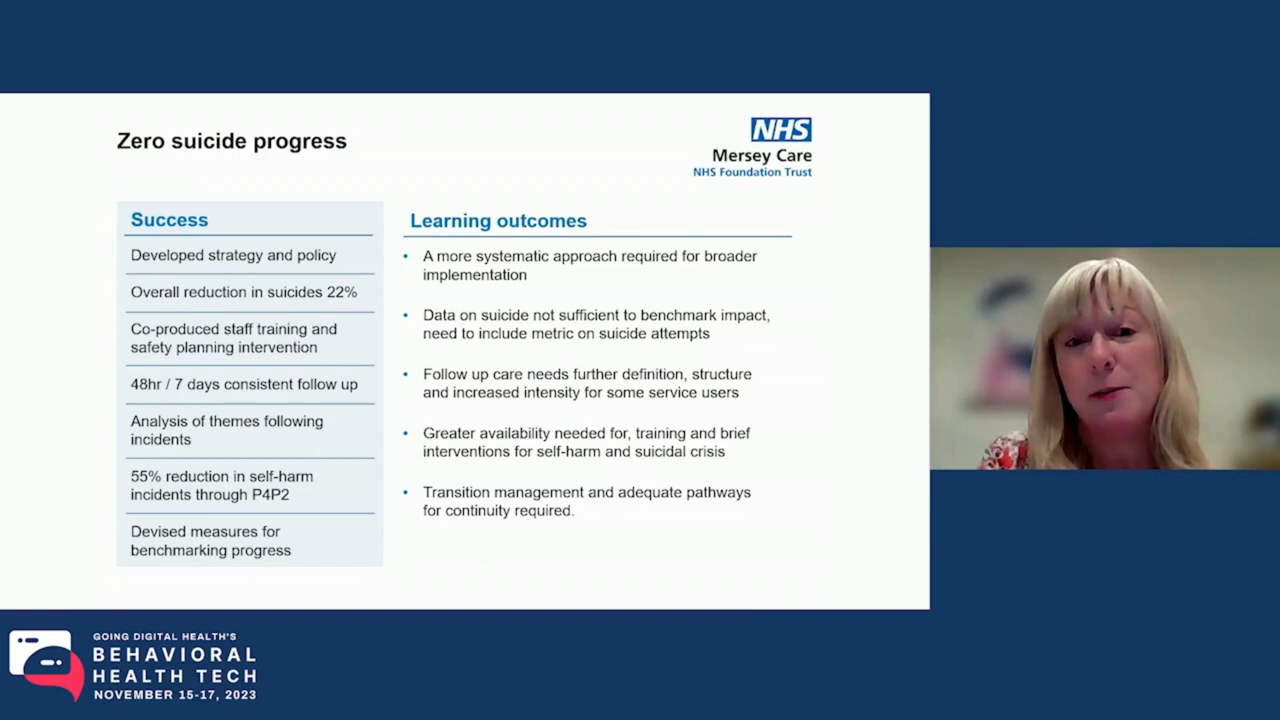 Zero suicide progress
NHS
Mersey Care
NHS Foundation Trust
Success
Developed strategy and policy
Overall reduction in suicides 22%
Co-produced staff training and
safety planning intervention
48hr / 7 days consistent follow up
Analysis of themes following
incidents
55% reduction in self-harm
incidents through P4P2
Devised measures for
benchmarking progress
Learning outcomes
• A more systematic approach required for broader
implementation
• Data on suicide not sufficient to benchmark impact,
need to include metric on suicide attempts
• Follow up care needs further definition, structure
and increased intensity for some service users
• Greater availability needed for, training and brief
interventions for self-harm and suicidal crisis
• Transition management and adequate pathways
for continuity required.
GOING DIGITAL HEALTH'S
BEHAVIORAL
HEALTH TECH
NOVEMBER 15-17, 2023